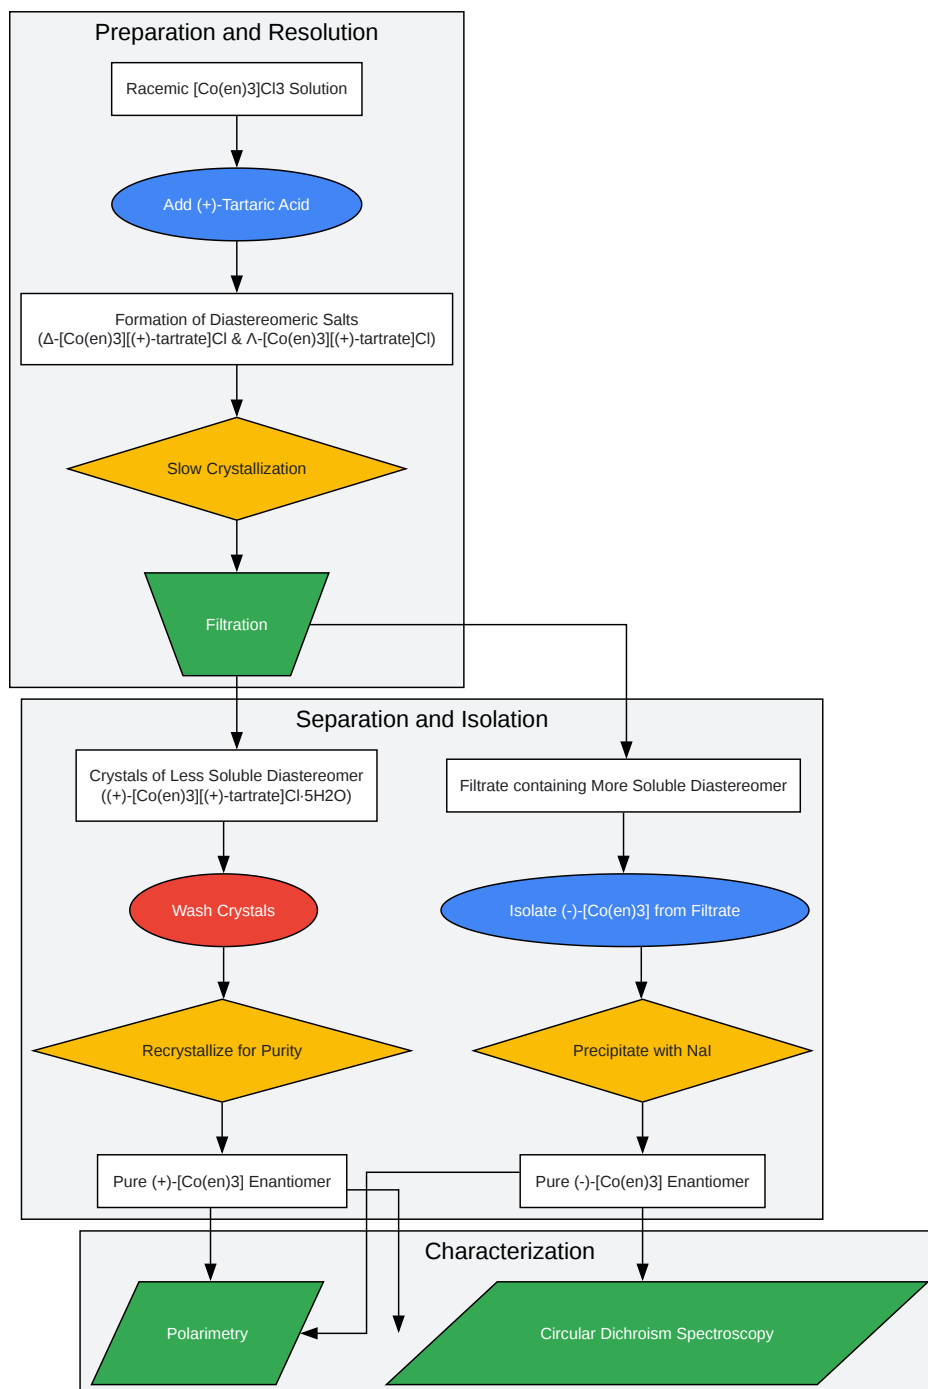 Preparation and Resolution
Racemic [Co(en)3]Cl3 Solution
Add (+)-Tartaric Acid
Formation of Diastereomeric Salts
(Δ-[Co(en)3][(+)-tartrate]Cl & Λ-[Co(en)3][(+)-tartrate]Cl)
Slow Crystallization
Filtration
Separation and Isolation
Crystals of Less Soluble Diastereomer
((+)-[Co(en)3][(+)-tartrate]Cl·5H2O)
Filtrate containing More Soluble Diastereomer
Wash Crystals
Isolate (-)-[Co(en)3] from Filtrate
Recrystallize for Purity
Precipitate with NaI
Pure (+)-[Co(en)3] Enantiomer
Pure (-)-[Co(en)3] Enantiomer
Characterization
Polarimetry
Circular Dichroism Spectroscopy